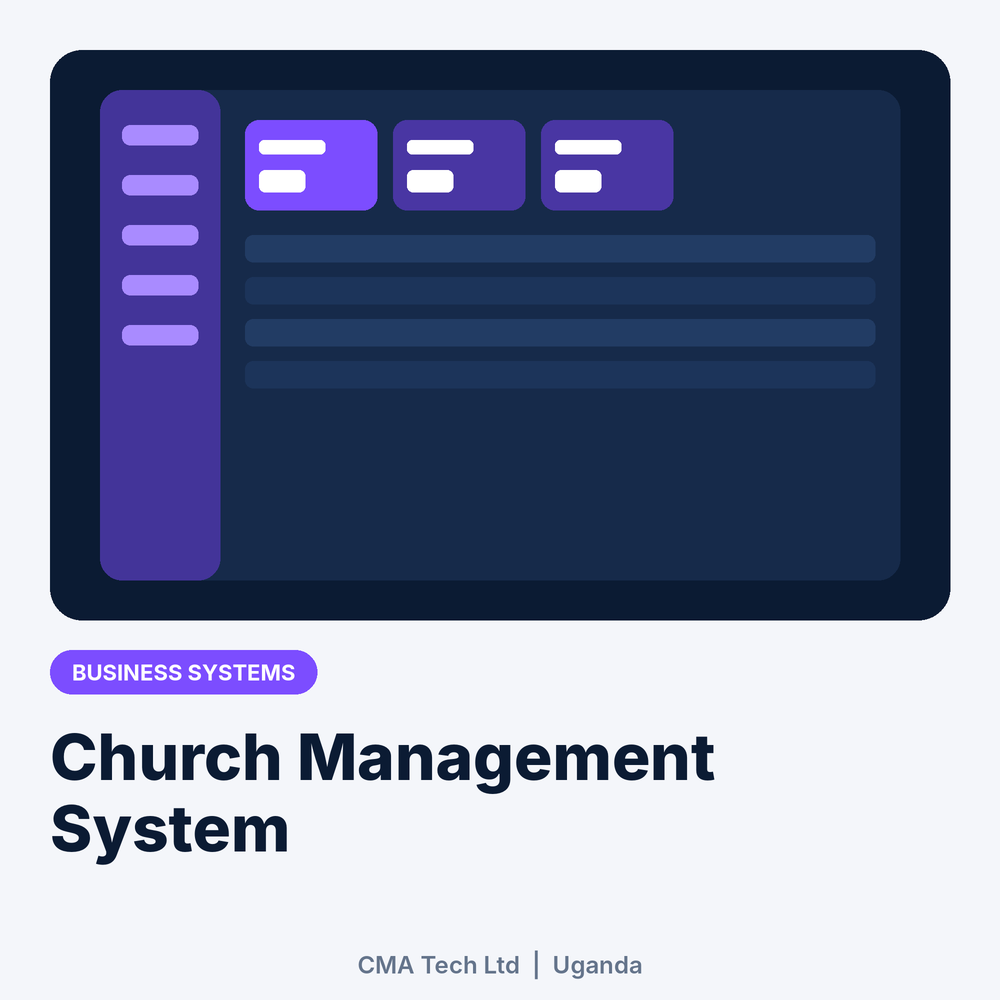 BUSINESS SYSTEMS
Church Management
System
CMA Tech Ltd | Uganda